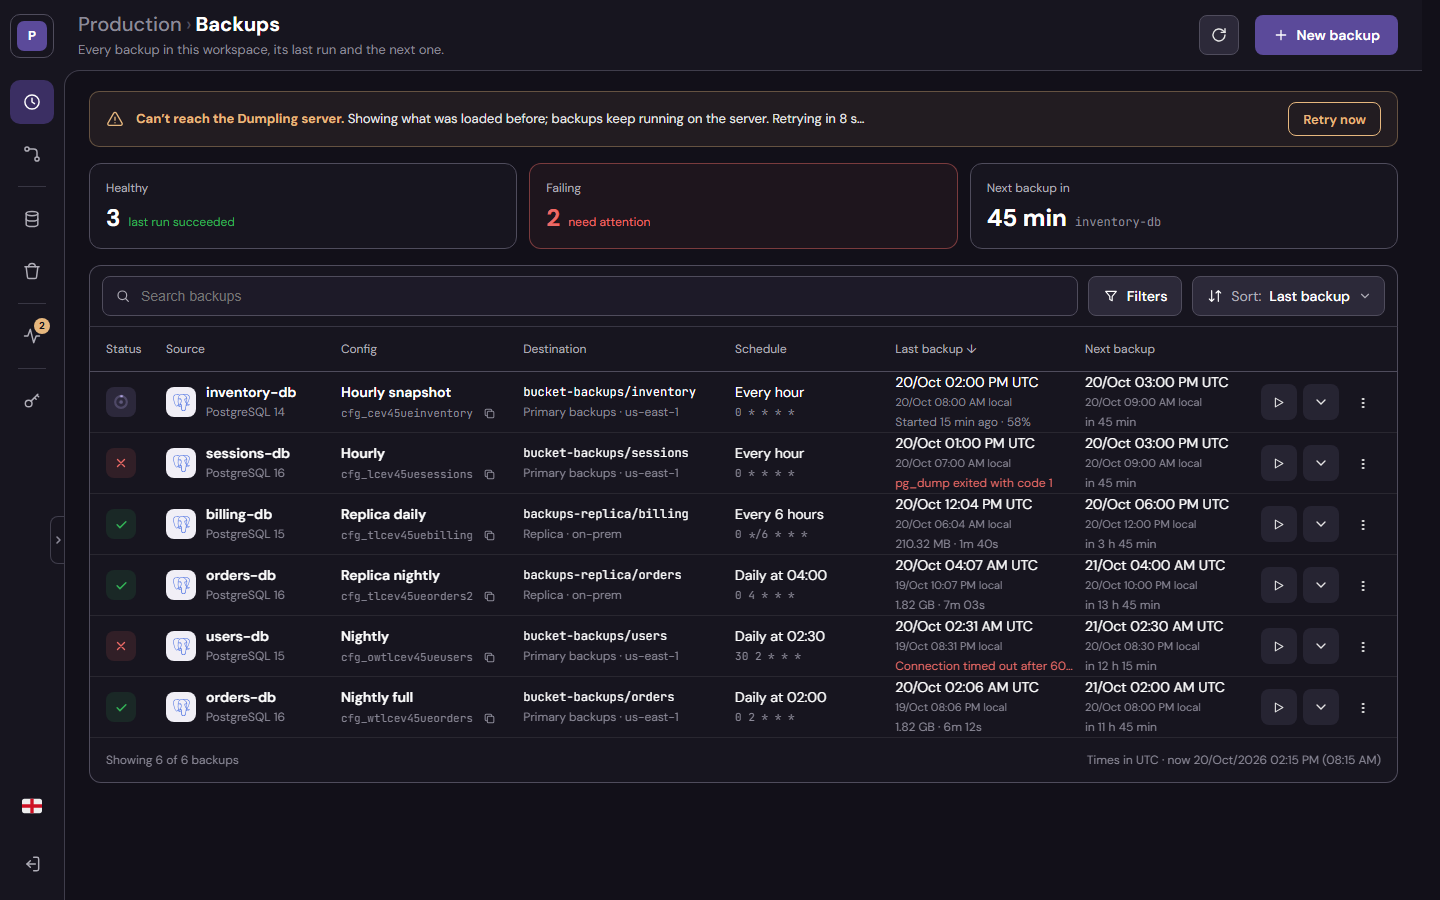 P
Production › Backups
Every backup in this workspace, its last run and the next one.
New backup
Can't reach the Dumpling server. Showing what was loaded before; backups keep running on the server. Retrying in 8 s...
Retry now
Healthy
3 last run succeeded
Failing
2 need attention
Next backup in
45 min inventory-db
Search backups
Filters
Sort: Last backup
2
Status Source Config Destination Schedule Last backup Next backup
inventory-db
PostgreSQL 14
Hourly snapshot
cfg_cev45ueinventory
bucket-backups/inventory
Primary backups · us-east-1
Every hour
0 * * * *
20/Oct 02:00 PM UTC
20/Oct 08:00 AM local
Started 15 min ago · 58%
20/Oct 03:00 PM UTC
20/Oct 09:00 AM local
in 45 min
sessions-db
PostgreSQL 16
Hourly
cfg_lcev45uesessions
bucket-backups/sessions
Primary backups · us-east-1
Every hour
0 * * * *
20/Oct 01:00 PM UTC
20/Oct 07:00 AM local
pg_dump exited with code 1
20/Oct 03:00 PM UTC
20/Oct 09:00 AM local
in 45 min
billing-db
PostgreSQL 15
Replica daily
cfg_tlcev45uebilling
backups-replica/billing
Replica · on-prem
Every 6 hours
0 */6 * * *
20/Oct 12:04 PM UTC
20/Oct 06:04 AM local
210.32 MB · 1m 40s
20/Oct 06:00 PM UTC
20/Oct 12:00 PM local
in 3 h 45 min
orders-db
PostgreSQL 16
Replica nightly
cfg_tlcev45ueorders2
backups-replica/orders
Replica · on-prem
Daily at 04:00
0 4 * * *
20/Oct 04:07 AM UTC
19/Oct 10:07 PM local
1.82 GB · 7m 03s
21/Oct 04:00 AM UTC
20/Oct 10:00 PM local
in 13 h 45 min
users-db
PostgreSQL 15
Nightly
cfg_owtlcev45ueusers
bucket-backups/users
Primary backups · us-east-1
Daily at 02:30
30 2 * * *
20/Oct 02:31 AM UTC
19/Oct 08:31 PM local
Connection timed out after 60...
21/Oct 02:30 AM UTC
20/Oct 08:30 PM local
in 12 h 15 min
orders-db
PostgreSQL 16
Nightly full
cfg_wtlcev45ueorders
bucket-backups/orders
Primary backups · us-east-1
Daily at 02:00
0 2 * * *
20/Oct 02:06 AM UTC
19/Oct 08:06 PM local
1.82 GB · 6m 12s
21/Oct 02:00 AM UTC
20/Oct 08:00 PM local
in 11 h 45 min
Showing 6 of 6 backups
Times in UTC · now 20/Oct/2026 02:15 PM (08:15 AM)